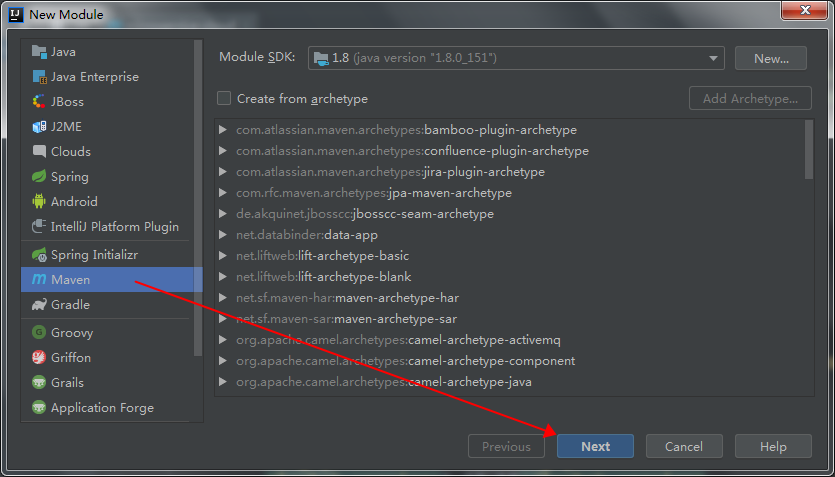 New Module
Java
Java Enterprise
JBoss
J2ME
Clouds
Spring
Android
IntelliJ Platform Plugin
Spring Initializr
Maven
Gradle
Groovy
Griffon
Grails
Application Forge
Module SDK: 1.8 (java version "1.8.0_151") New...
Create from archetype Add Archetype...
com.atlassian.maven.archetypes:bamboo-plugin-archetype
com.atlassian.maven.archetypes:confluence-plugin-archetype
com.atlassian.maven.archetypes:jira-plugin-archetype
com.rfc.maven.archetypes:jpa-maven-archetype
de.akquinet.jbosscc:jbosscc-seam-archetype
net.databinder:data-app
net.liftweb:lift-archetype-basic
net.liftweb:lift-archetype-blank
net.sf.maven-har:maven-archetype-har
net.sf.maven-sar:maven-archetype-sar
org.apache.camel.archetypes:camel-archetype-activemq
org.apache.camel.archetypes:camel-archetype-component
org.apache.camel.archetypes:camel-archetype-java
Previous Next Cancel Help